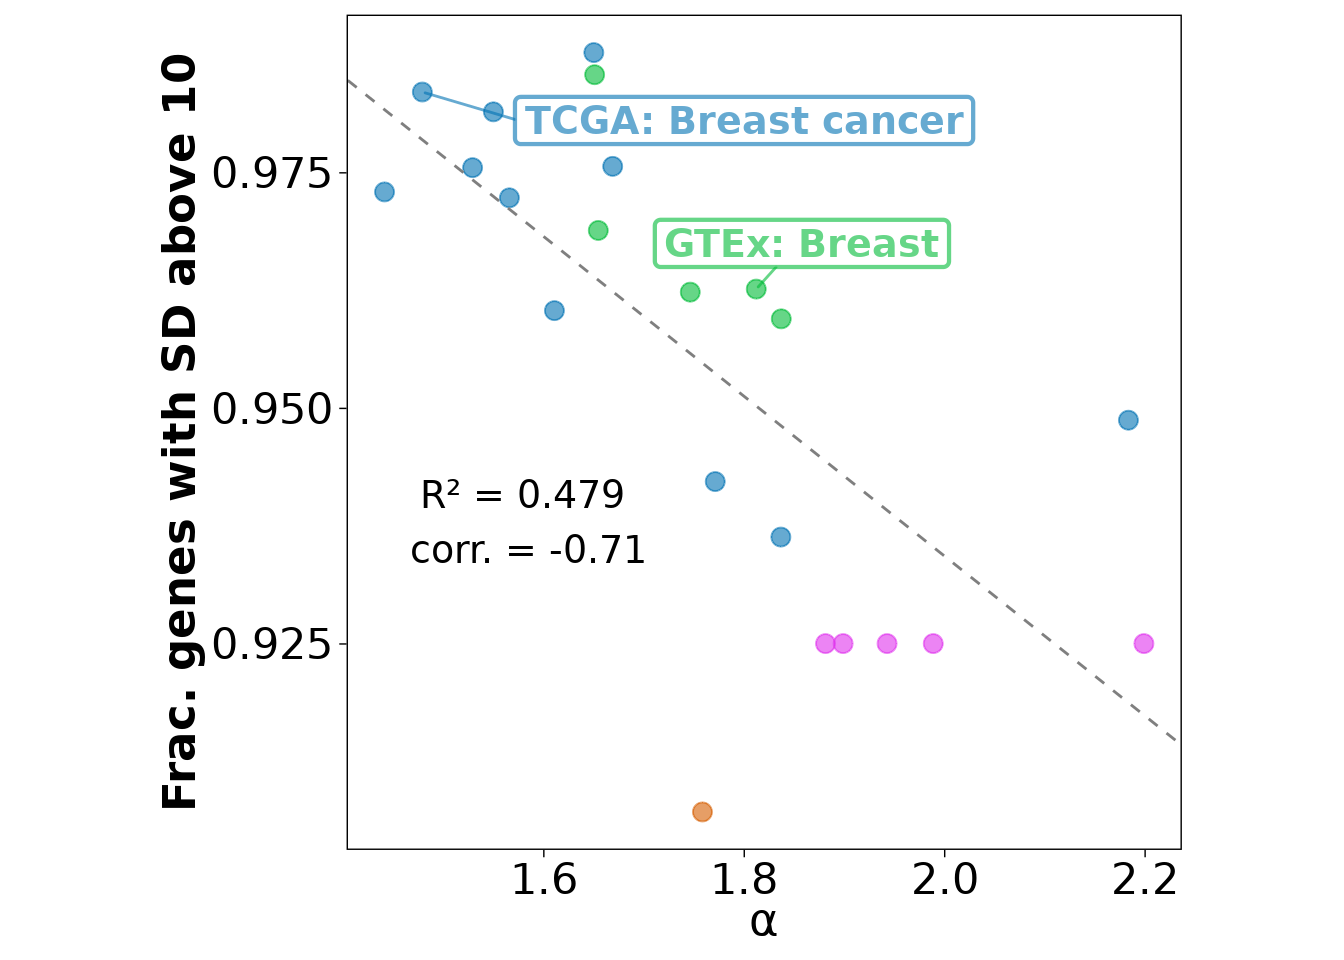 Frac. genes with SD above 10
0.975
0.950
0.925
TCGA: Breast cancer
GTEx: Breast
R² = 0.479
corr. = -0.71
1.6 1.8 2.0 2.2
α